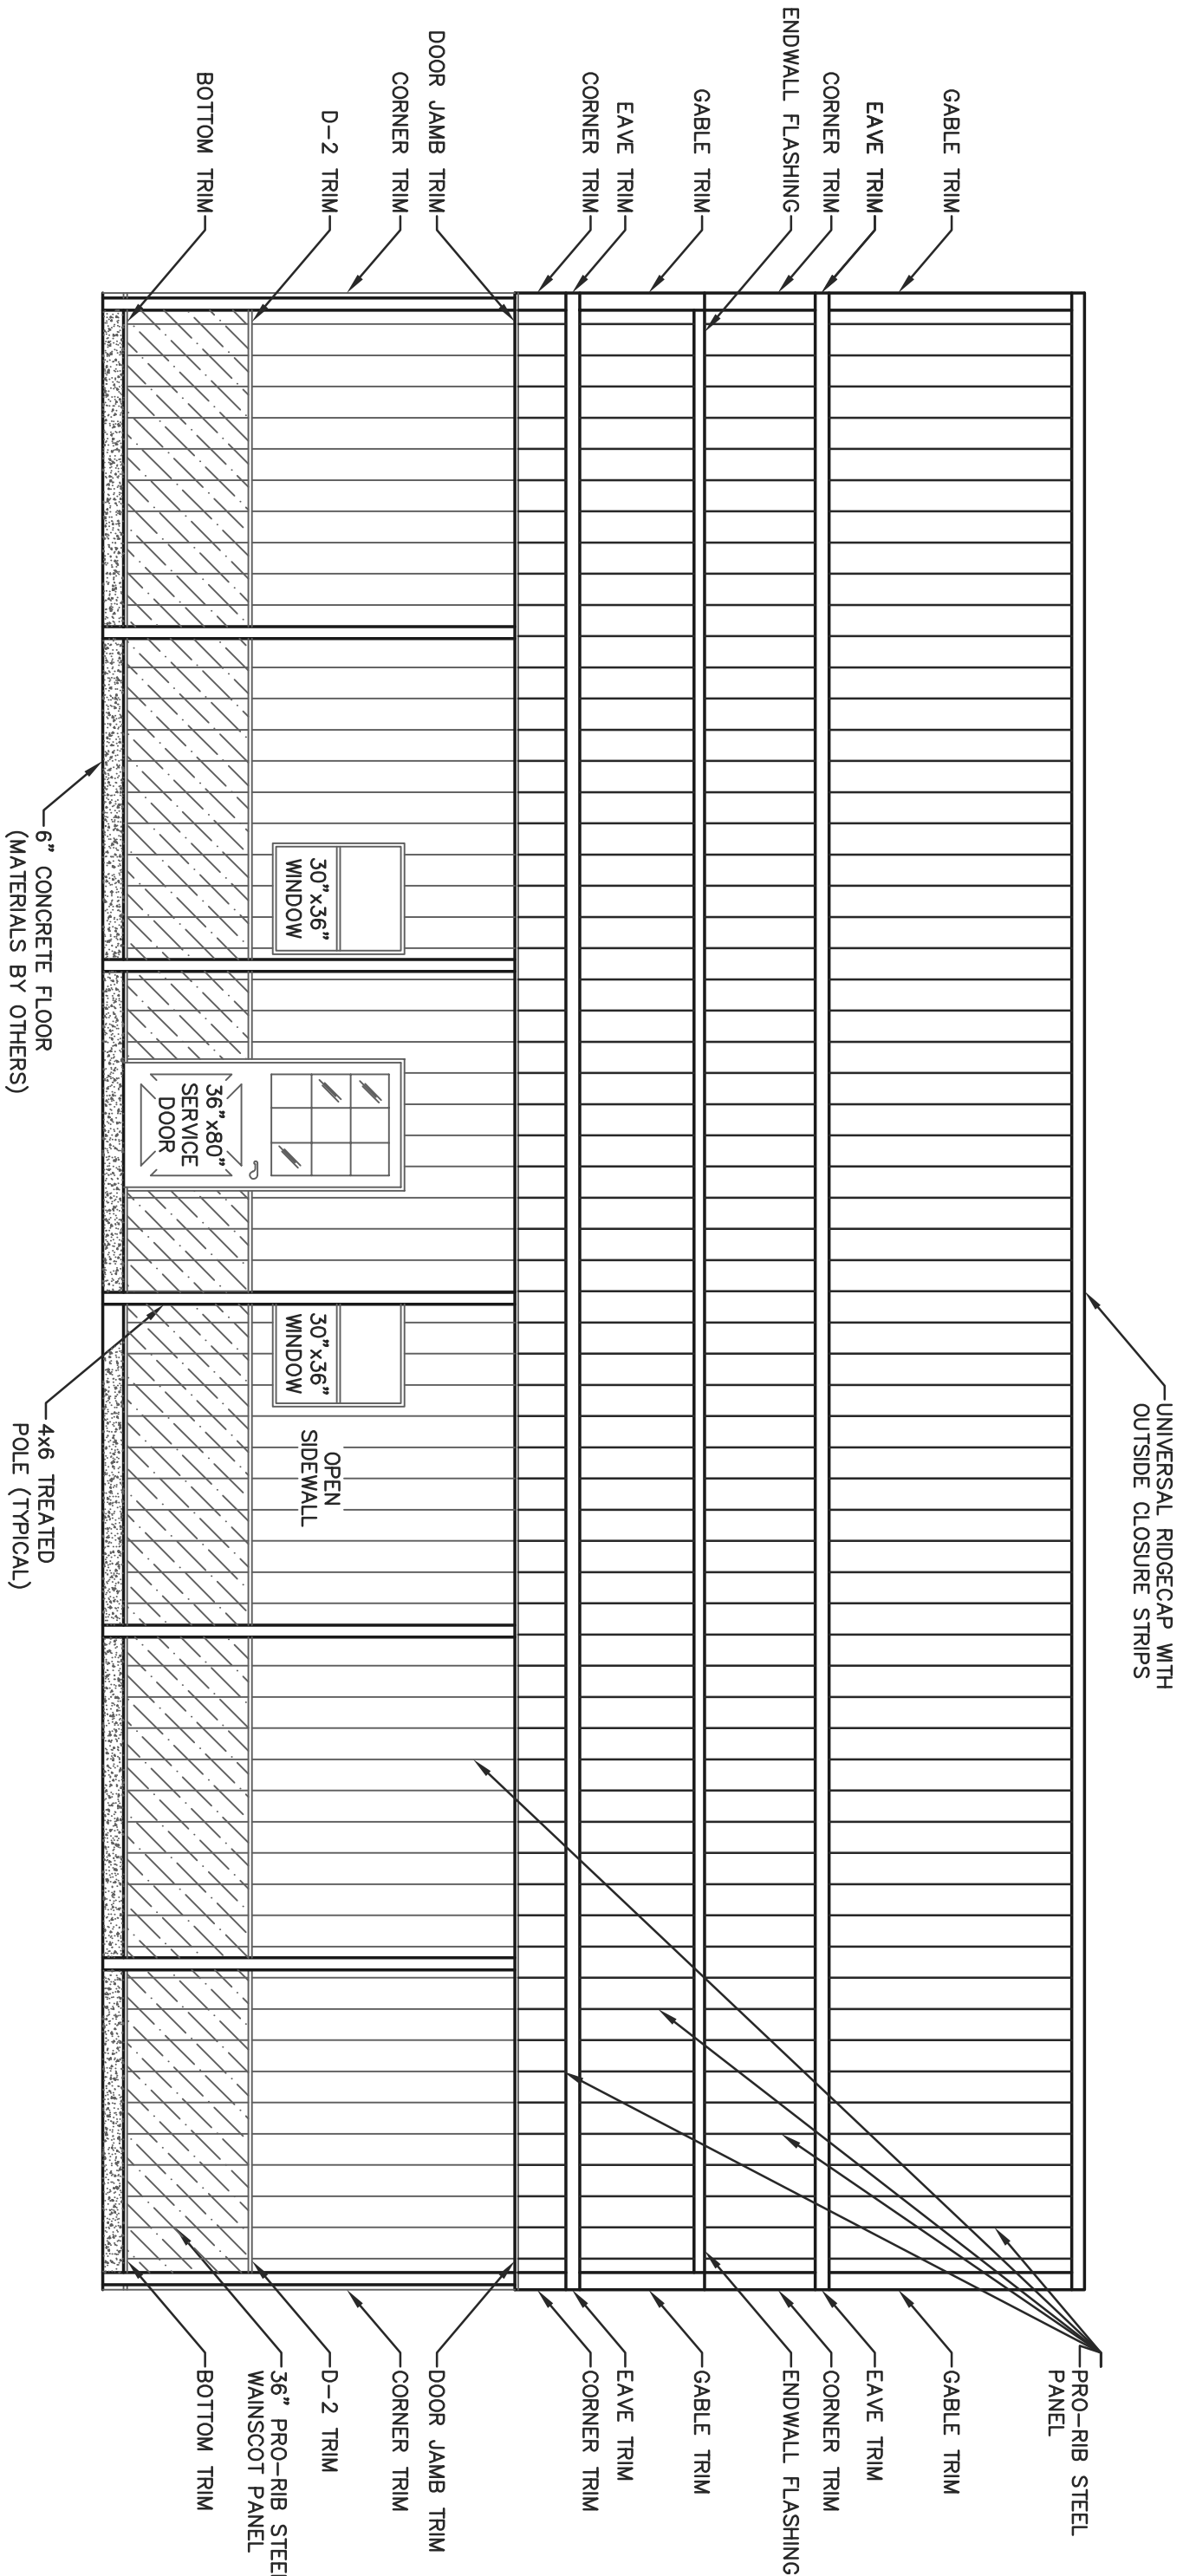 UNIVERSAL RIDGECAP WITH
OUTSIDE CLOSURE STRIPS
GABLE TRIM
EAVE TRIM
CORNER TRIM
ENDWALL FLASHING
GABLE TRIM
EAVE TRIM
CORNER TRIM
DOOR JAMB TRIM
CORNER TRIM
D-2 TRIM
BOTTOM TRIM
30"x36"
WINDOW
36"x80"
SERVICE
DOOR
30"x36"
WINDOW
OPEN
SIDEWALL
6" CONCRETE FLOOR
(MATERIALS BY OTHERS)
4x6 TREATED
POLE (TYPICAL)
PRO-RIB STEEL
PANEL
GABLE TRIM
EAVE TRIM
CORNER TRIM
ENDWALL FLASHING
GABLE TRIM
EAVE TRIM
CORNER TRIM
DOOR JAMB TRIM
CORNER TRIM
D-2 TRIM
36" PRO-RIB STEEL
WAINSCOT PANEL
BOTTOM TRIM